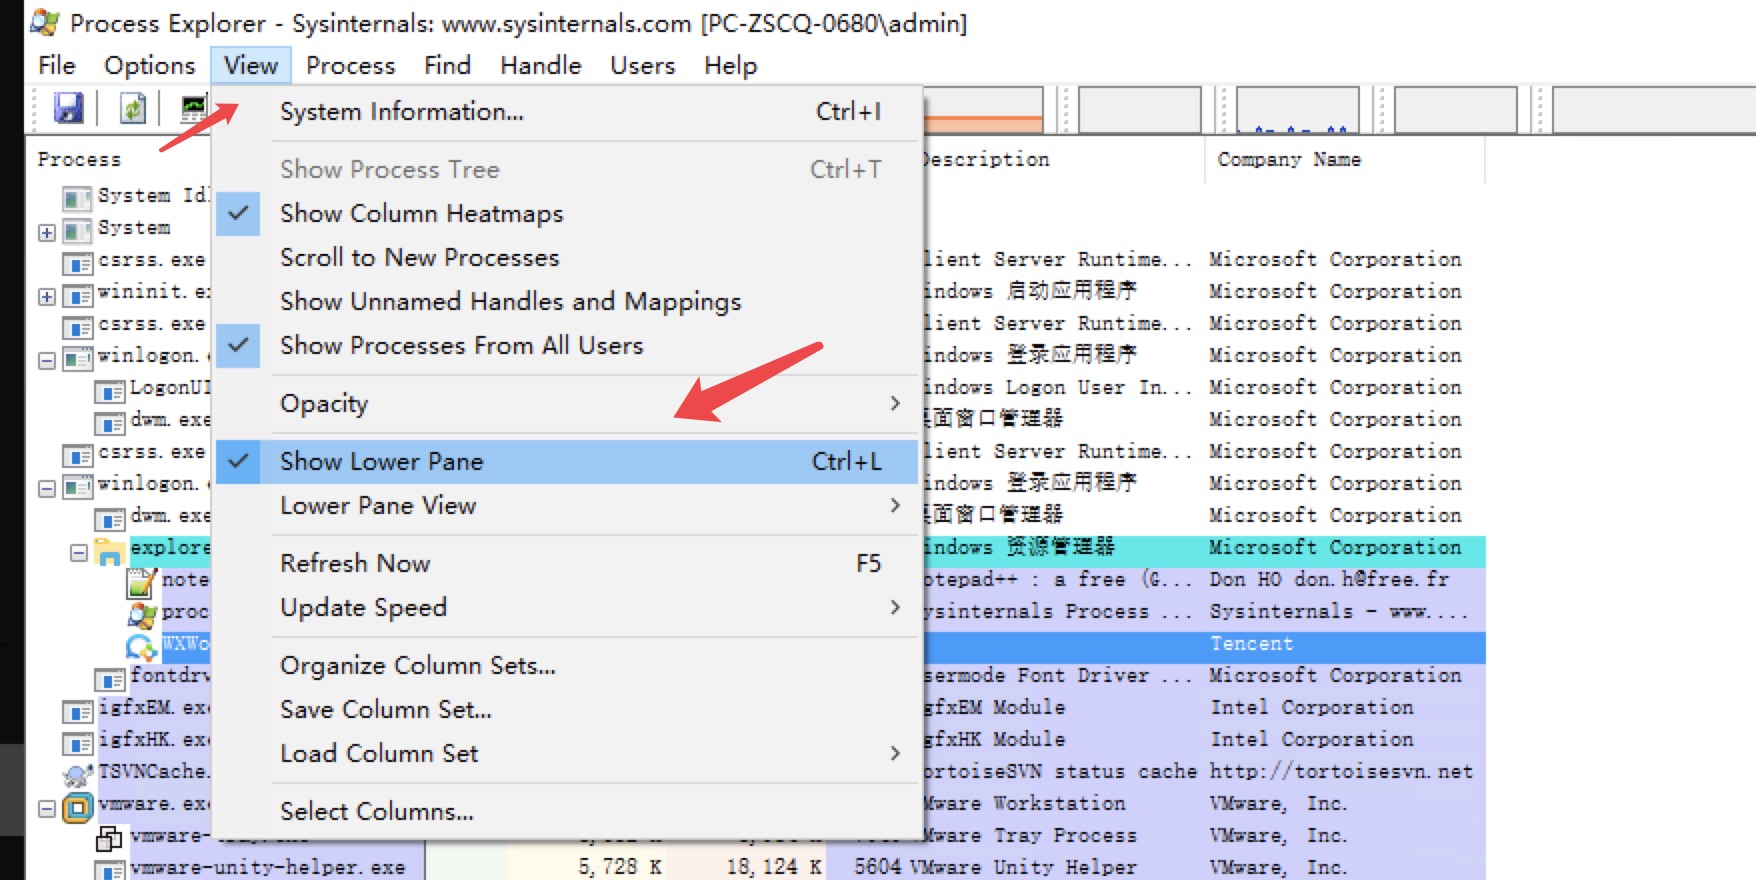 Process Explorer - Sysinternals: www.sysinternals.com [PC-ZSCQ-0680\admin]
File Options View Process Find Handle Users Help
System Information... Ctrl+I
Show Process Tree Ctrl+T
Show Column Heatmaps
Scroll to New Processes
Show Unnamed Handles and Mappings
Show Processes From All Users
Opacity
Show Lower Pane Ctrl+L
Lower Pane View
Refresh Now F5
Update Speed
Organize Column Sets...
Save Column Set...
Load Column Set
Select Columns...
Process escription Company Name
System Idl
System
csrss.exe lient Server Runtime... Microsoft Corporation
wininit.e indows 启动应用程序 Microsoft Corporation
csrss.exe lient Server Runtime... Microsoft Corporation
winlogon. indows 登录应用程序 Microsoft Corporation
LogonUI indows Logon User In... Microsoft Corporation
dwm.exe 面窗口管理器 Microsoft Corporation
csrss.exe lient Server Runtime... Microsoft Corporation
winlogon. indows 登录应用程序 Microsoft Corporation
dwm.exe 面窗口管理器 Microsoft Corporation
explore indows 资源管理器 Microsoft Corporation
note otepad++ : a free (G... Don HO don.h@free.fr
proc ysinternals Process ... Sysinternals - www....
WXWo Tencent
fontdrv sermode Font Driver ... Microsoft Corporation
igfxEM.exe gfxEM Module Intel Corporation
igfxHK.exe gfxHK Module Intel Corporation
TSVNCache. ortoiseSVN status cache http://tortoisesvn.net
vmware.exe Mware Workstation VMware, Inc.
vmware- Mware Tray Process VMware, Inc.
vmware-unity-helper.exe 5,728 K 18,124 K 5604 VMware Unity Helper VMware, Inc.